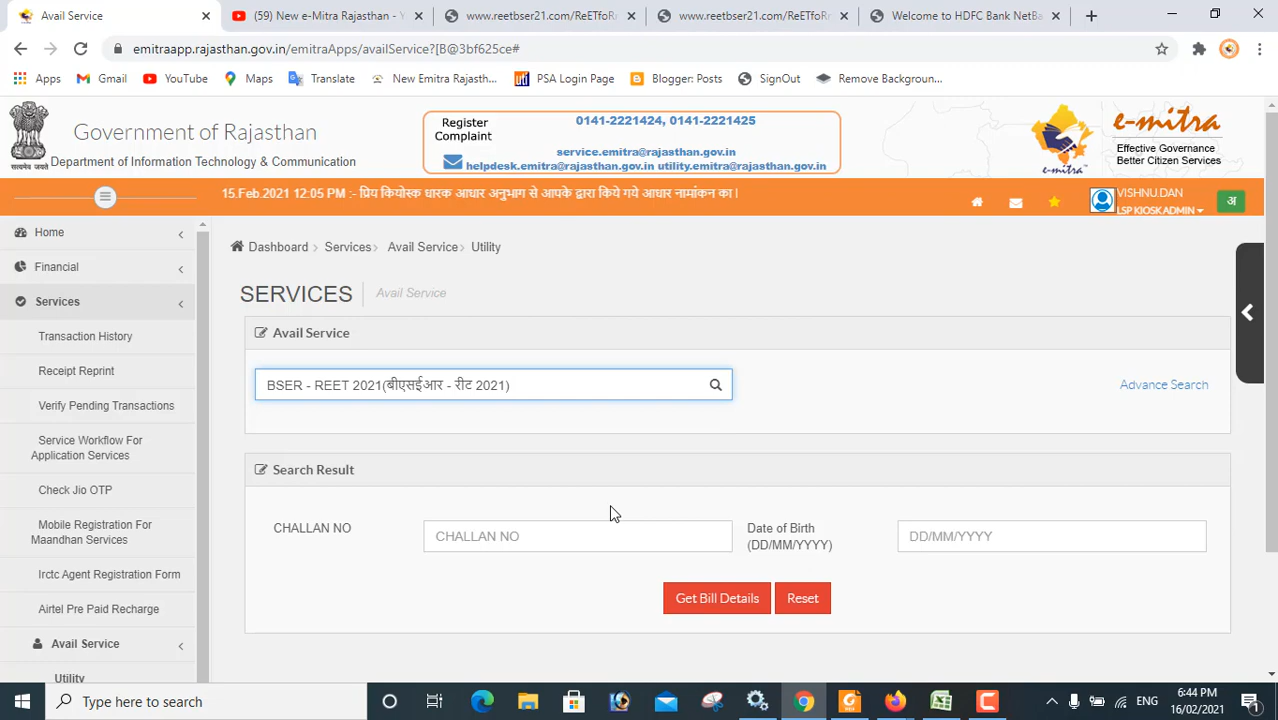 Avail Service
(59) New e-Mitra Rajasthan - Y
www.reetbser21.com/ReETfoR
www.reetbser21.com/ReETfoR
Welcome to HDFC Bank NetBa
emitraapp.rajasthan.gov.in/emitraApps/availService?[B@3bf625ce#
Apps Gmail YouTube Maps Translate New Emitra Rajasth... PSA Login Page Blogger: Posts SignOut Remove Backgroun...
Government of Rajasthan
Department of Information Technology & Communication
Register Complaint
0141-2221424, 0141-2221425
service.emitra@rajasthan.gov.in
helpdesk.emitra@rajasthan.gov.in utility.emitra@rajasthan.gov.in
e-mitra
e-mitra
Effective Governance
Better Citizen Services
15.Feb.2021 12:05 PM :- प्रिय कियोस्क धारक आधार अनुभाग से आपके द्वारा किये गये आधार नामांकन का
VISHNU.DAN
LSP KIOSKADMIN
अ
Home
Financial
Services
Transaction History
Receipt Reprint
Verify Pending Transactions
Service Workflow For
Application Services
Check Jio OTP
Mobile Registration For
Maandhan Services
Irctc Agent Registration Form
Airtel Pre Paid Recharge
Avail Service
Utility
Dashboard > Services > Avail Service > Utility
SERVICES Avail Service
Avail Service
BSER - REET 2021(बीएसईआर - रीट 2021)
Advance Search
Search Result
CHALLAN NO
CHALLAN NO
Date of Birth
(DD/MM/YYYY)
DD/MM/YYYY
Get Bill Details
Reset
Type here to search
ENG
6:44 PM
16/02/2021
1